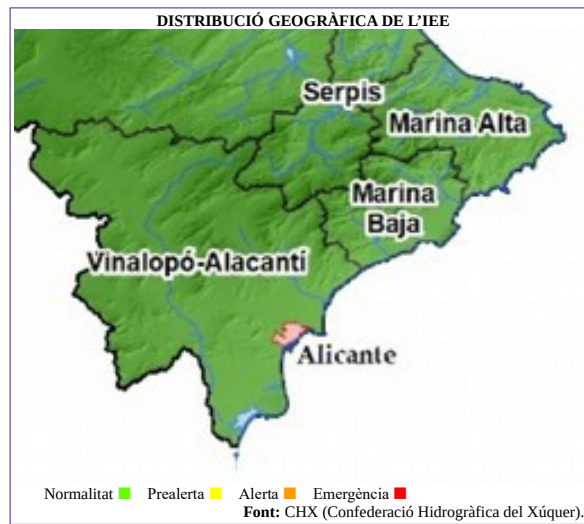 DISTRIBUCIÓ GEOGRÀFICA DE L'IEE
Serpis
Marina Alta
Marina
Baja
Vinalopó-Alacantí
Alicante
Normalitat Prealerta Alerta Emergència
Font: CHX (Confederació Hidrogràfica del Xúquer).